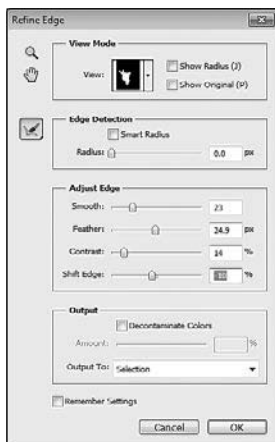 Refine Edge
View Mode
View:
Show Radius (J)
Show Original (P)
Edge Detection
Smart Radius
Radius: 0.0 px
Adjust Edge
Smooth: 23
Feather: 24.9 px
Contrast: 14 %
Shift Edge: %
Output
Decontaminate Colors
Amount: %
Output To: Selection
Remember Settings
Cancel OK